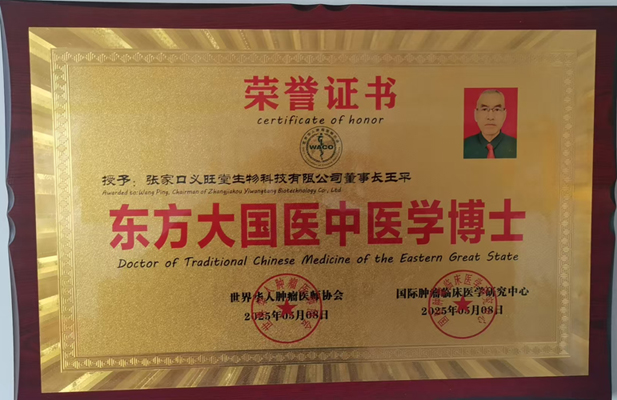 荣誉证书
certificate of honor
WACO
授予：张家口义旺堂生物科技有限公司董事长王平
Awarded to: Wang Ping, Chairman of Zhangjiakou Yiwangtang Biotechnology Co., Ltd.
东方大国医中医学博士
Doctor of Traditional Chinese Medicine of the Eastern Great State
世界华人肿瘤医师协会
2025年05月08日
国际肿瘤临床医学研究中心
2025年05月08日